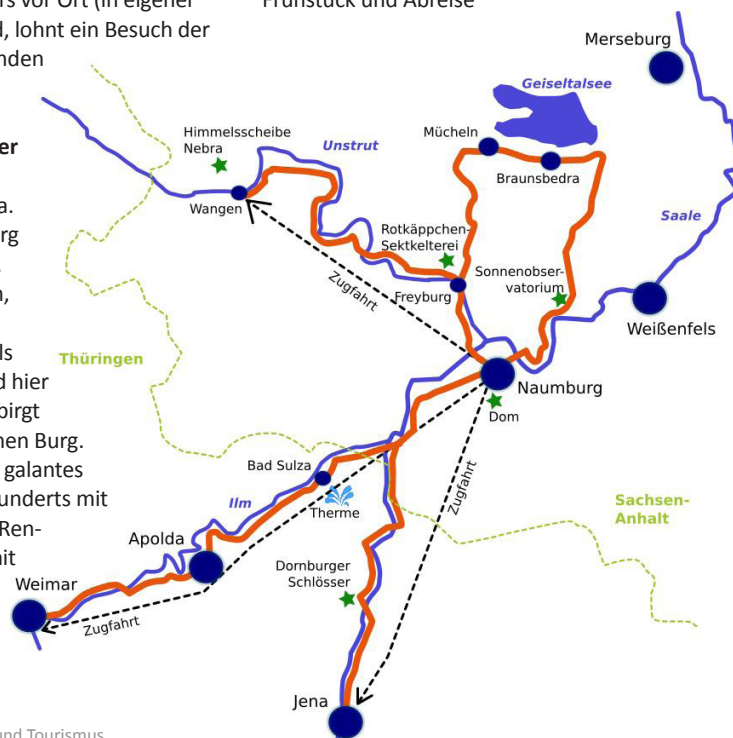 rs vor Ort (in eigener
d, lohnt ein Besuch der
nden
er
a.
rg
n,
ls
d hier
birgt
hen Burg.
galantes
underts mit
Ren-
mit
Frühstück und Abreise
Merseburg
Geiseltalsee
Himmelsscheibe
Nebra
Unstrut
Mücheln
Braunsbedra
Wangen
Saale
Rotkäppchen-
Sektkelterei
Sonnenobser-
vatorium
Zugfahrt
Freyburg
Weißenfels
Thüringen
Naumburg
Dom
Bad Sulza
Zugfahrt
Ilm
Therme
Sachsen-
Anhalt
Apolda
Dornburger
Schlösser
Weimar
Zugfahrt
Jena
und Tourismus